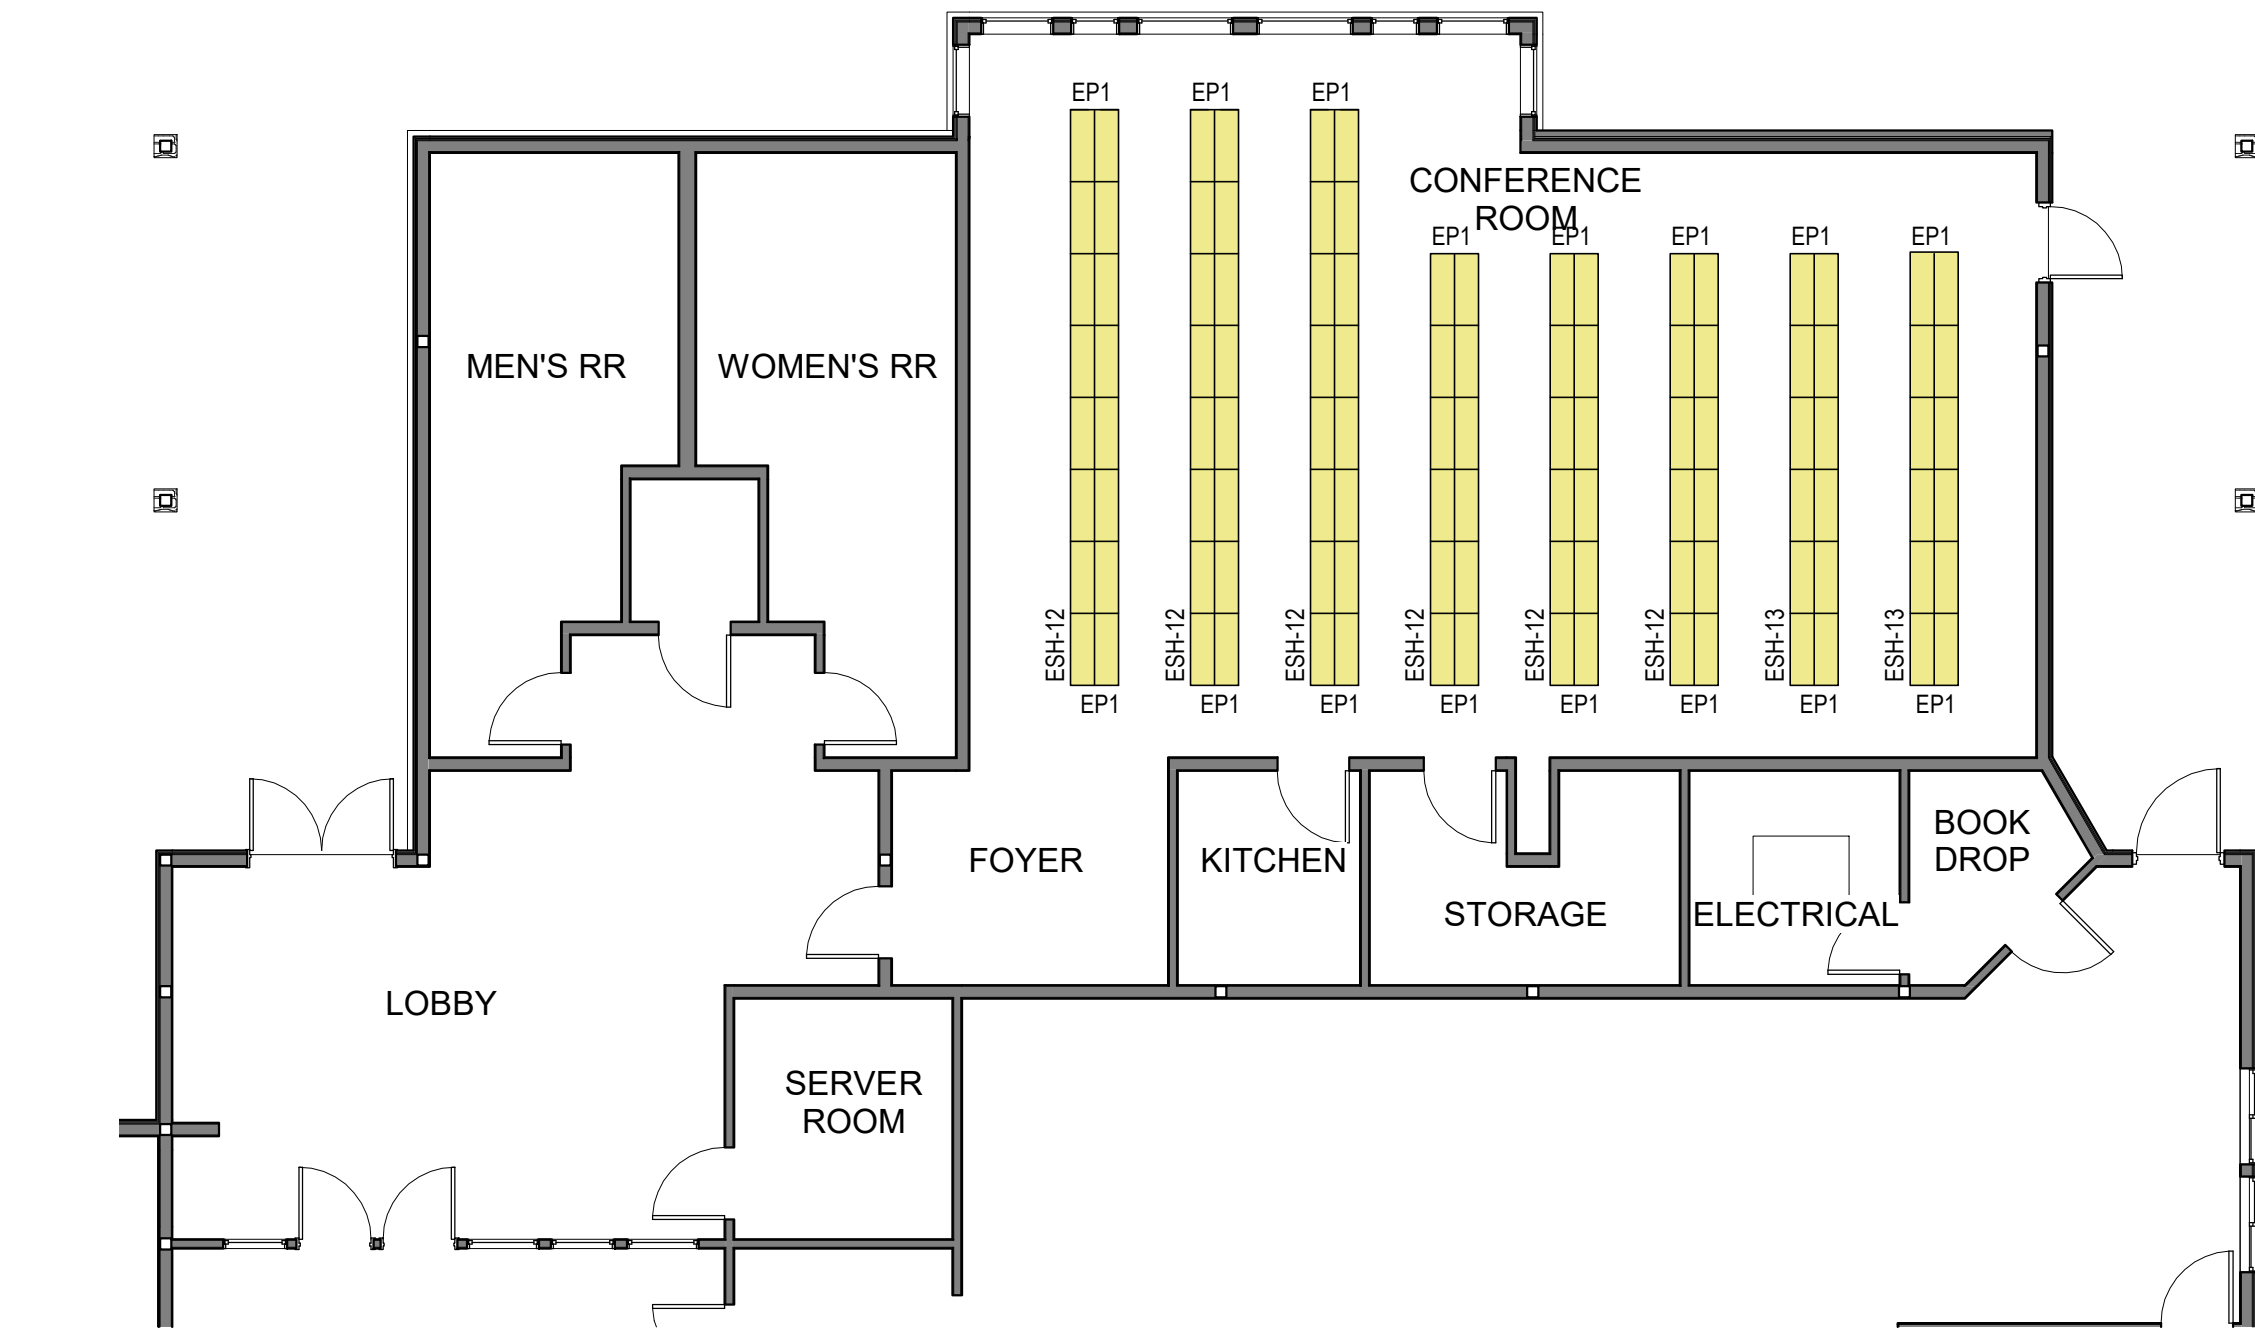 EP1 EP1 EP1
CONFERENCE
ROOM
EP1 EP1 EP1 EP1 EP1
MEN'S RR WOMEN'S RR
ESH-12 ESH-12 ESH-12 ESH-12 ESH-12 ESH-12 ESH-13 ESH-13
EP1 EP1 EP1 EP1 EP1 EP1 EP1 EP1
BOOK
DROP
FOYER
KITCHEN
STORAGE
ELECTRICAL
LOBBY
SERVER
ROOM